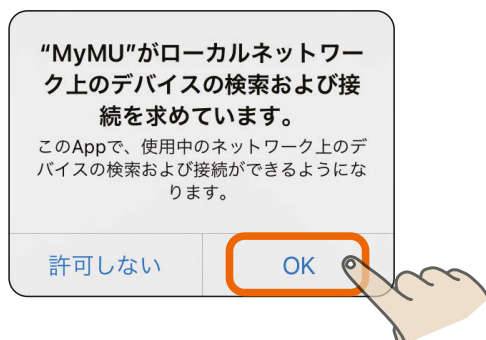 “MyMU”がローカルネットワー
ク上のデバイスの検索および接
続を求めています。
このAppで、使用中のネットワーク上のデ
バイスの検索および接続ができるようにな
ります。
許可しない
OK